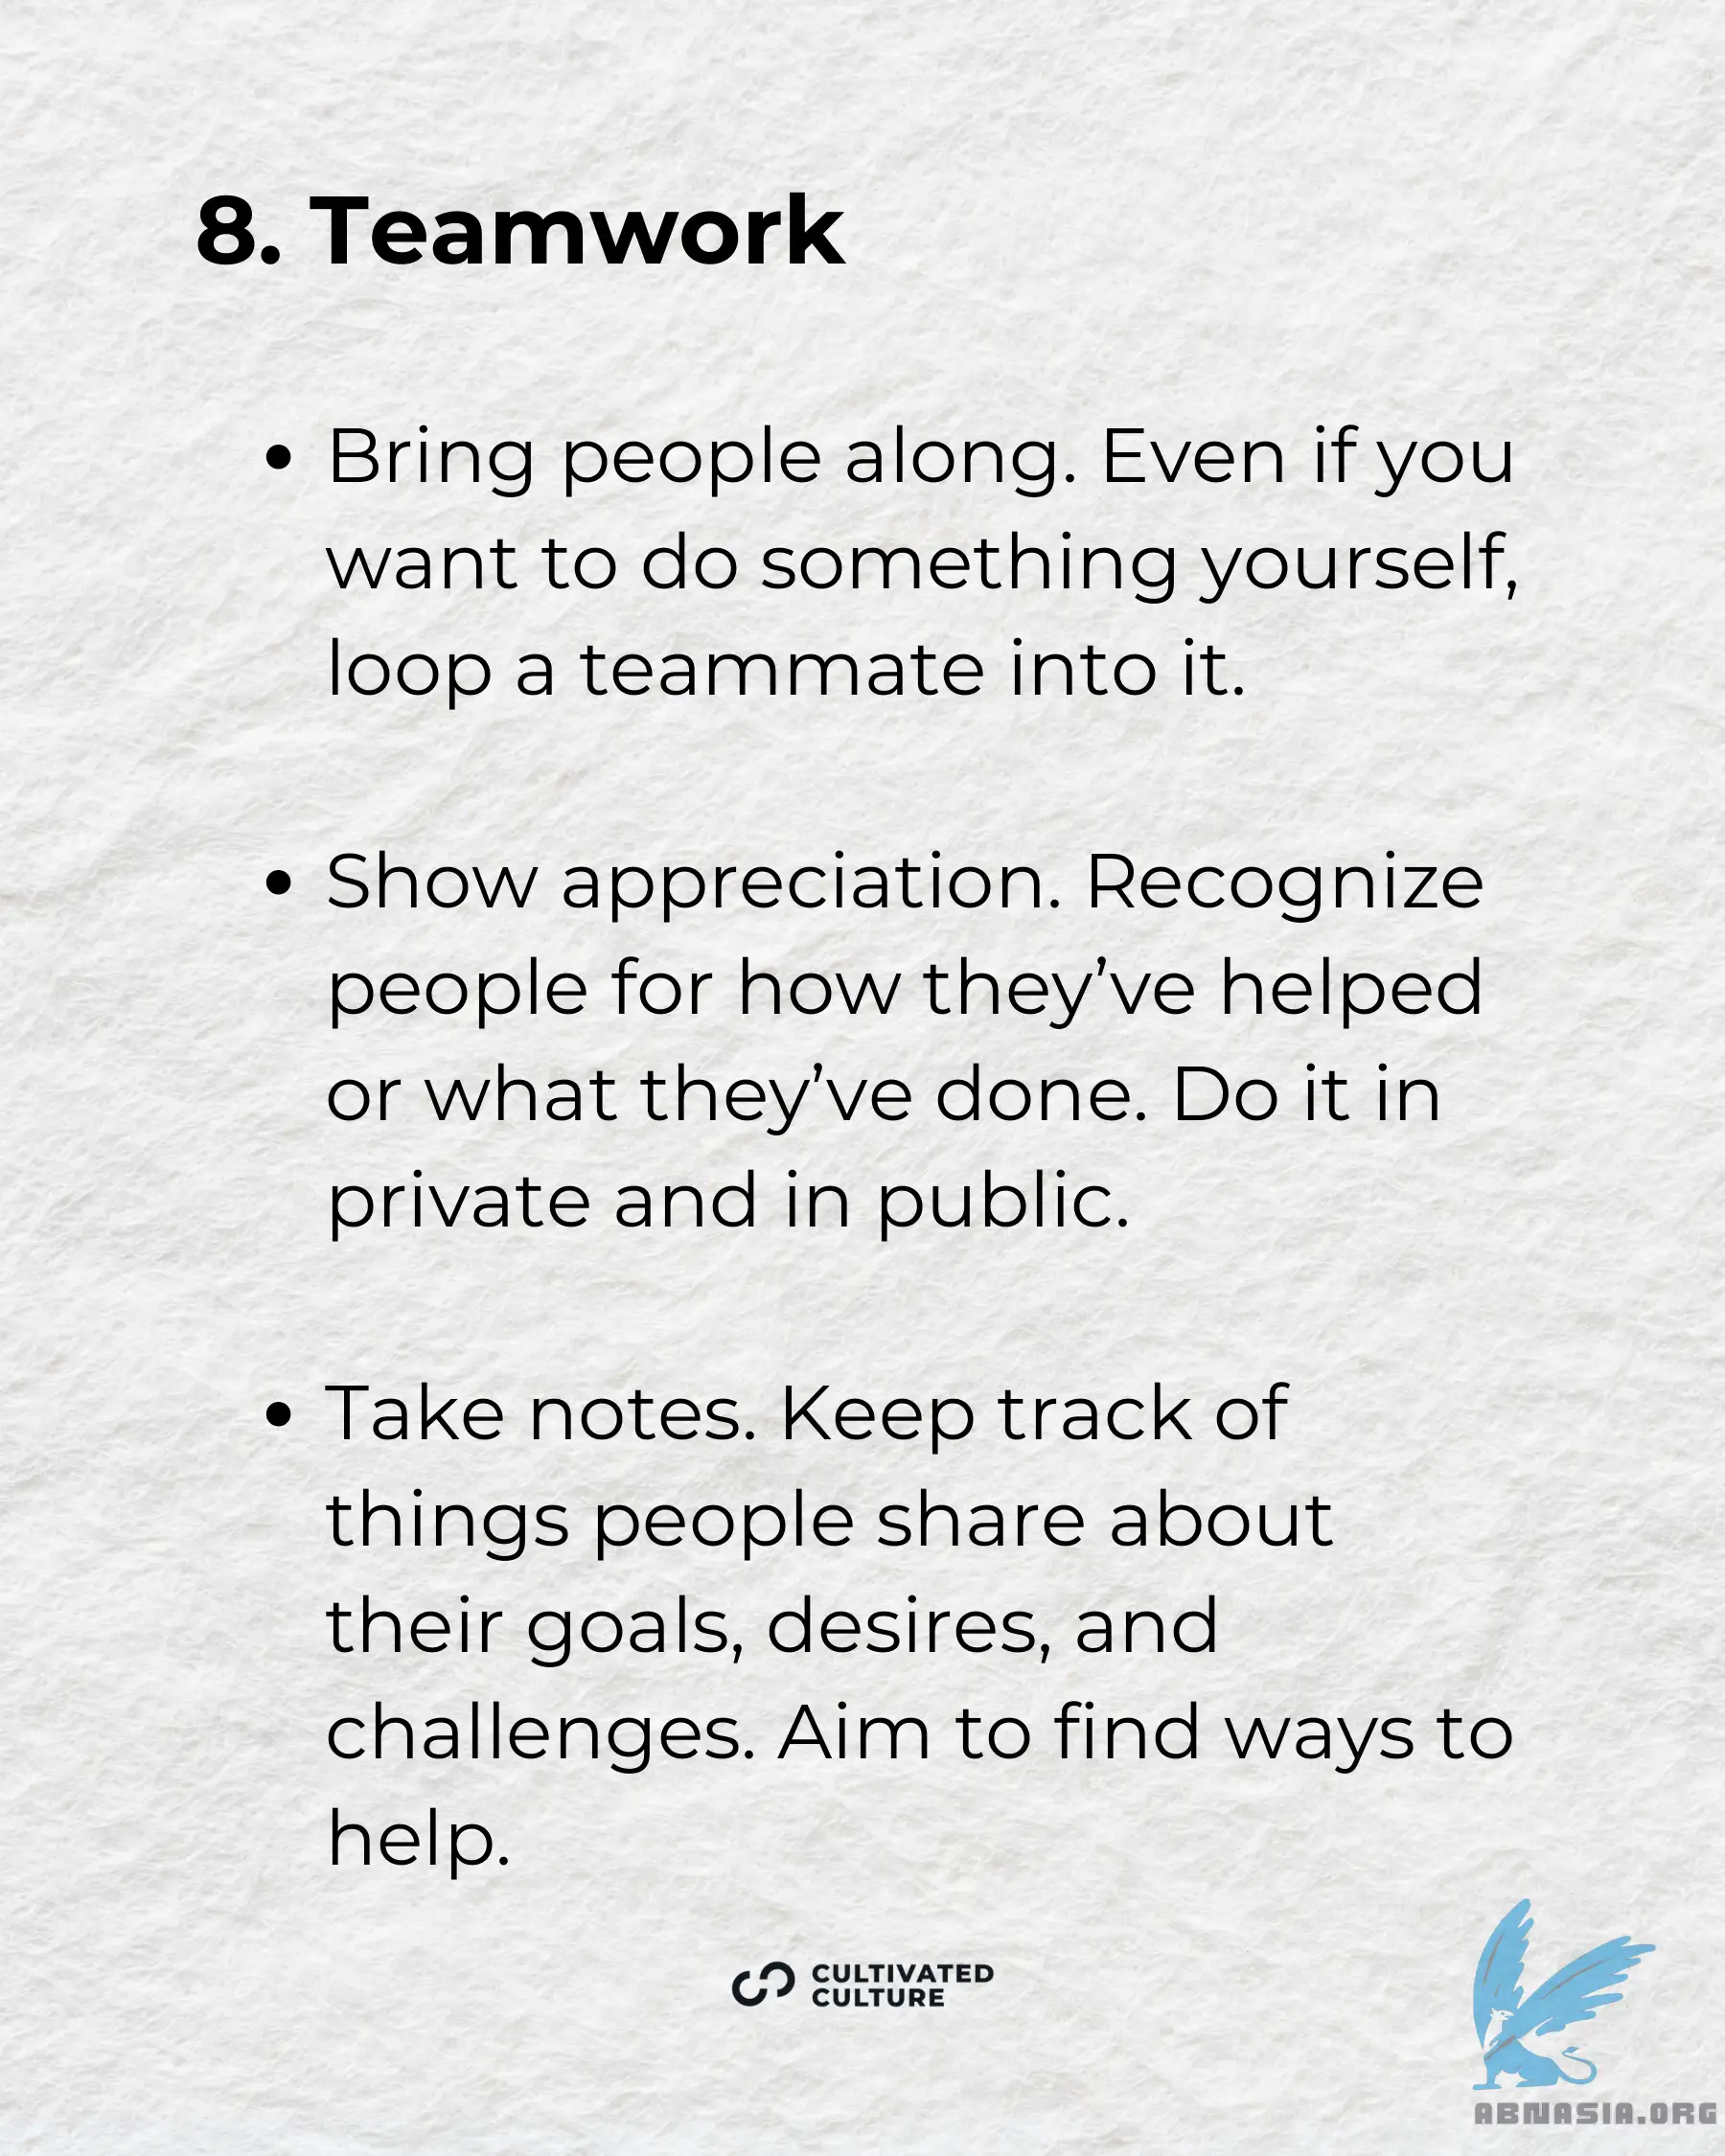 8. Teamwork
• Bring people along. Even if you
want to do something yourself,
loop a teammate into it.
• Show appreciation. Recognize
people for how they’ve helped
or what they’ve done. Do it in
private and in public.
• Take notes. Keep track of
things people share about
their goals, desires, and
challenges. Aim to find ways to
help.
CULTIVATED
CULTURE
ABNASIA.ORG